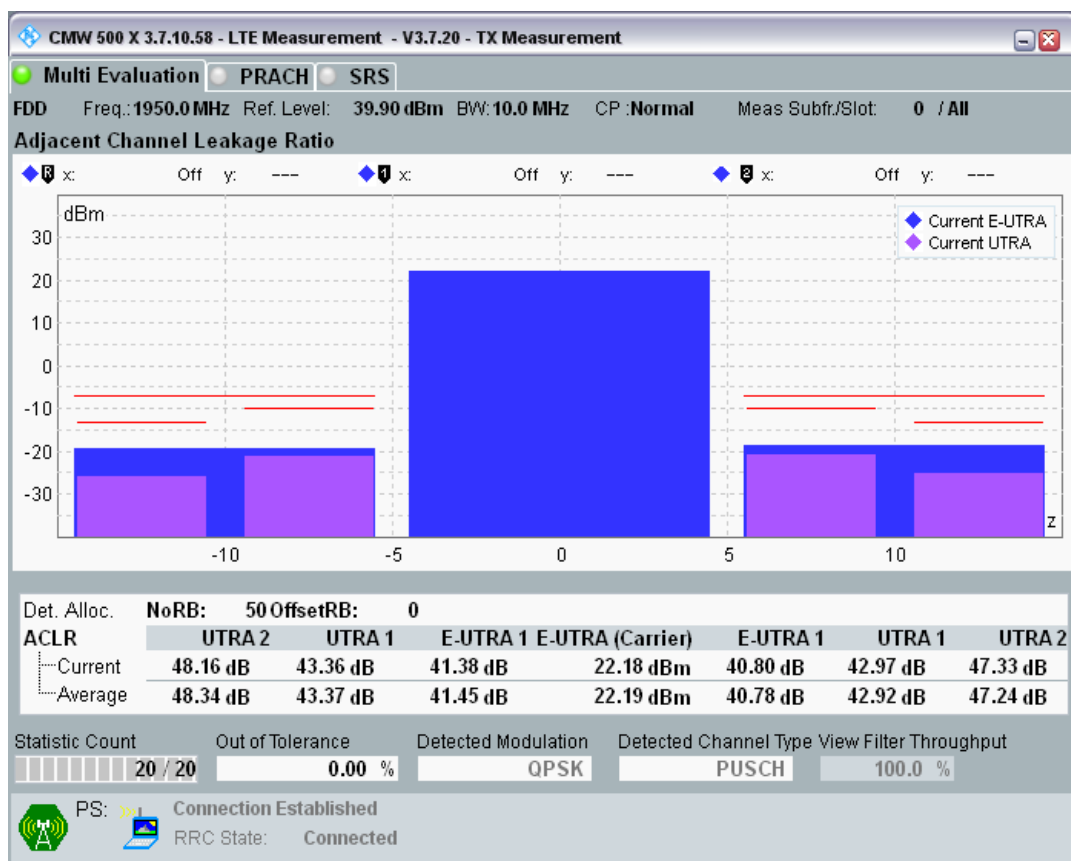 CMW 500 X 3.7.10.58 - LTE Measurement - V3.7.20 - TX Measurement
Multi Evaluation PRACH SRS
FDD Freq.: 1950.0 MHz Ref. Level: 39.90 dBm BW: 10.0 MHz CP :Normal Meas Subfr./Slot: 0 / All
Adjacent Channel Leakage Ratio
R x: Off y: --- 1 x: Off y: --- 2 x: Off y: ---
dBm
Current E-UTRA
Current UTRA
30
20
10
0
-10
-20
-30
z
-10 -5 0 5 10
Det. Alloc. NoRB: 50 OffsetRB: 0
ACLR UTRA 2 UTRA 1 E-UTRA 1 E-UTRA (Carrier) E-UTRA 1 UTRA 1 UTRA 2
Current 48.16 dB 43.36 dB 41.38 dB 22.18 dBm 40.80 dB 42.97 dB 47.33 dB
Average 48.34 dB 43.37 dB 41.45 dB 22.19 dBm 40.78 dB 42.92 dB 47.24 dB
Statistic Count Out of Tolerance Detected Modulation Detected Channel Type View Filter Throughput
20 / 20 0.00 % QPSK PUSCH 100.0 %
PS: Connection Established
RRC State: Connected